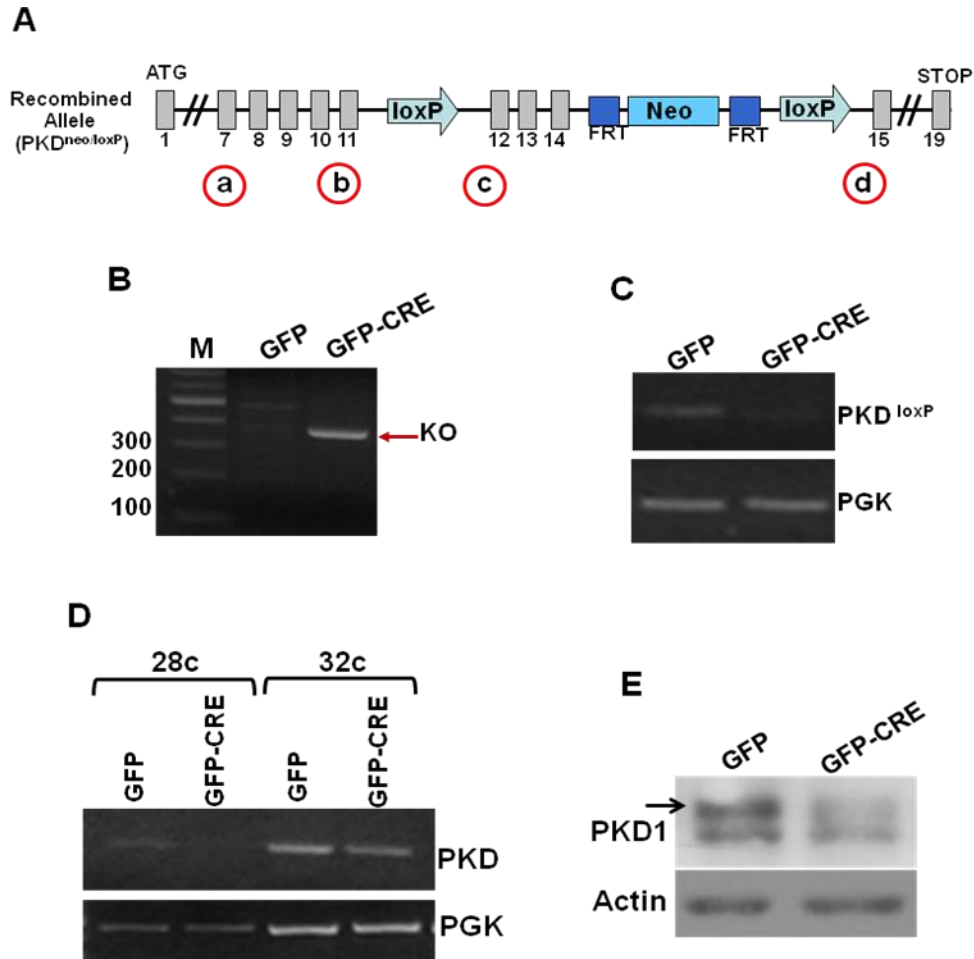 A
ATG
STOP
Recombined
Allele
(PKDneo/loxP)
loxP
Neo
loxP
FRT
FRT
1 7 8 9 10 11 12 13 14 15 19
a b c d
B
M GFP GFP-CRE
300
200
100
KO
C
GFP GFP-CRE
PKD loxP
PGK
D
28c 32c
GFP GFP-CRE GFP GFP-CRE
PKD
PGK
E
GFP GFP-CRE
PKD1
Actin